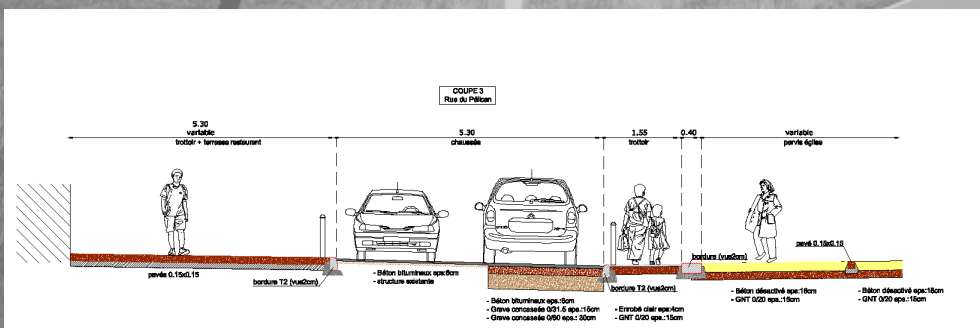 COUPE 3
Rue du Pélican
5.30
variable
trottoir + terrasse restaurant
5.30
chaussée
1.55
trottoir
0.40
variable
parvis église
pavés 0.15x0.15
bordure T2 (vue2cm)
- Béton bitumineux eps:6cm
- structure existante
- Béton bitumineux eps:6cm
- Grave concassée 0/31.5 eps.:15cm
- Grave concassée 0/60 eps.: 30cm
bordure T2 (vue2cm)
- Enrobé clair eps:4cm
- GNT 0/20 eps.:15cm
bordure (vue2cm)
pavé 0.15x0.15
- Béton désactivé eps:15cm
- GNT 0/20 eps.:15cm
- Béton désactivé eps:15cm
- GNT 0/20 eps.:15cm